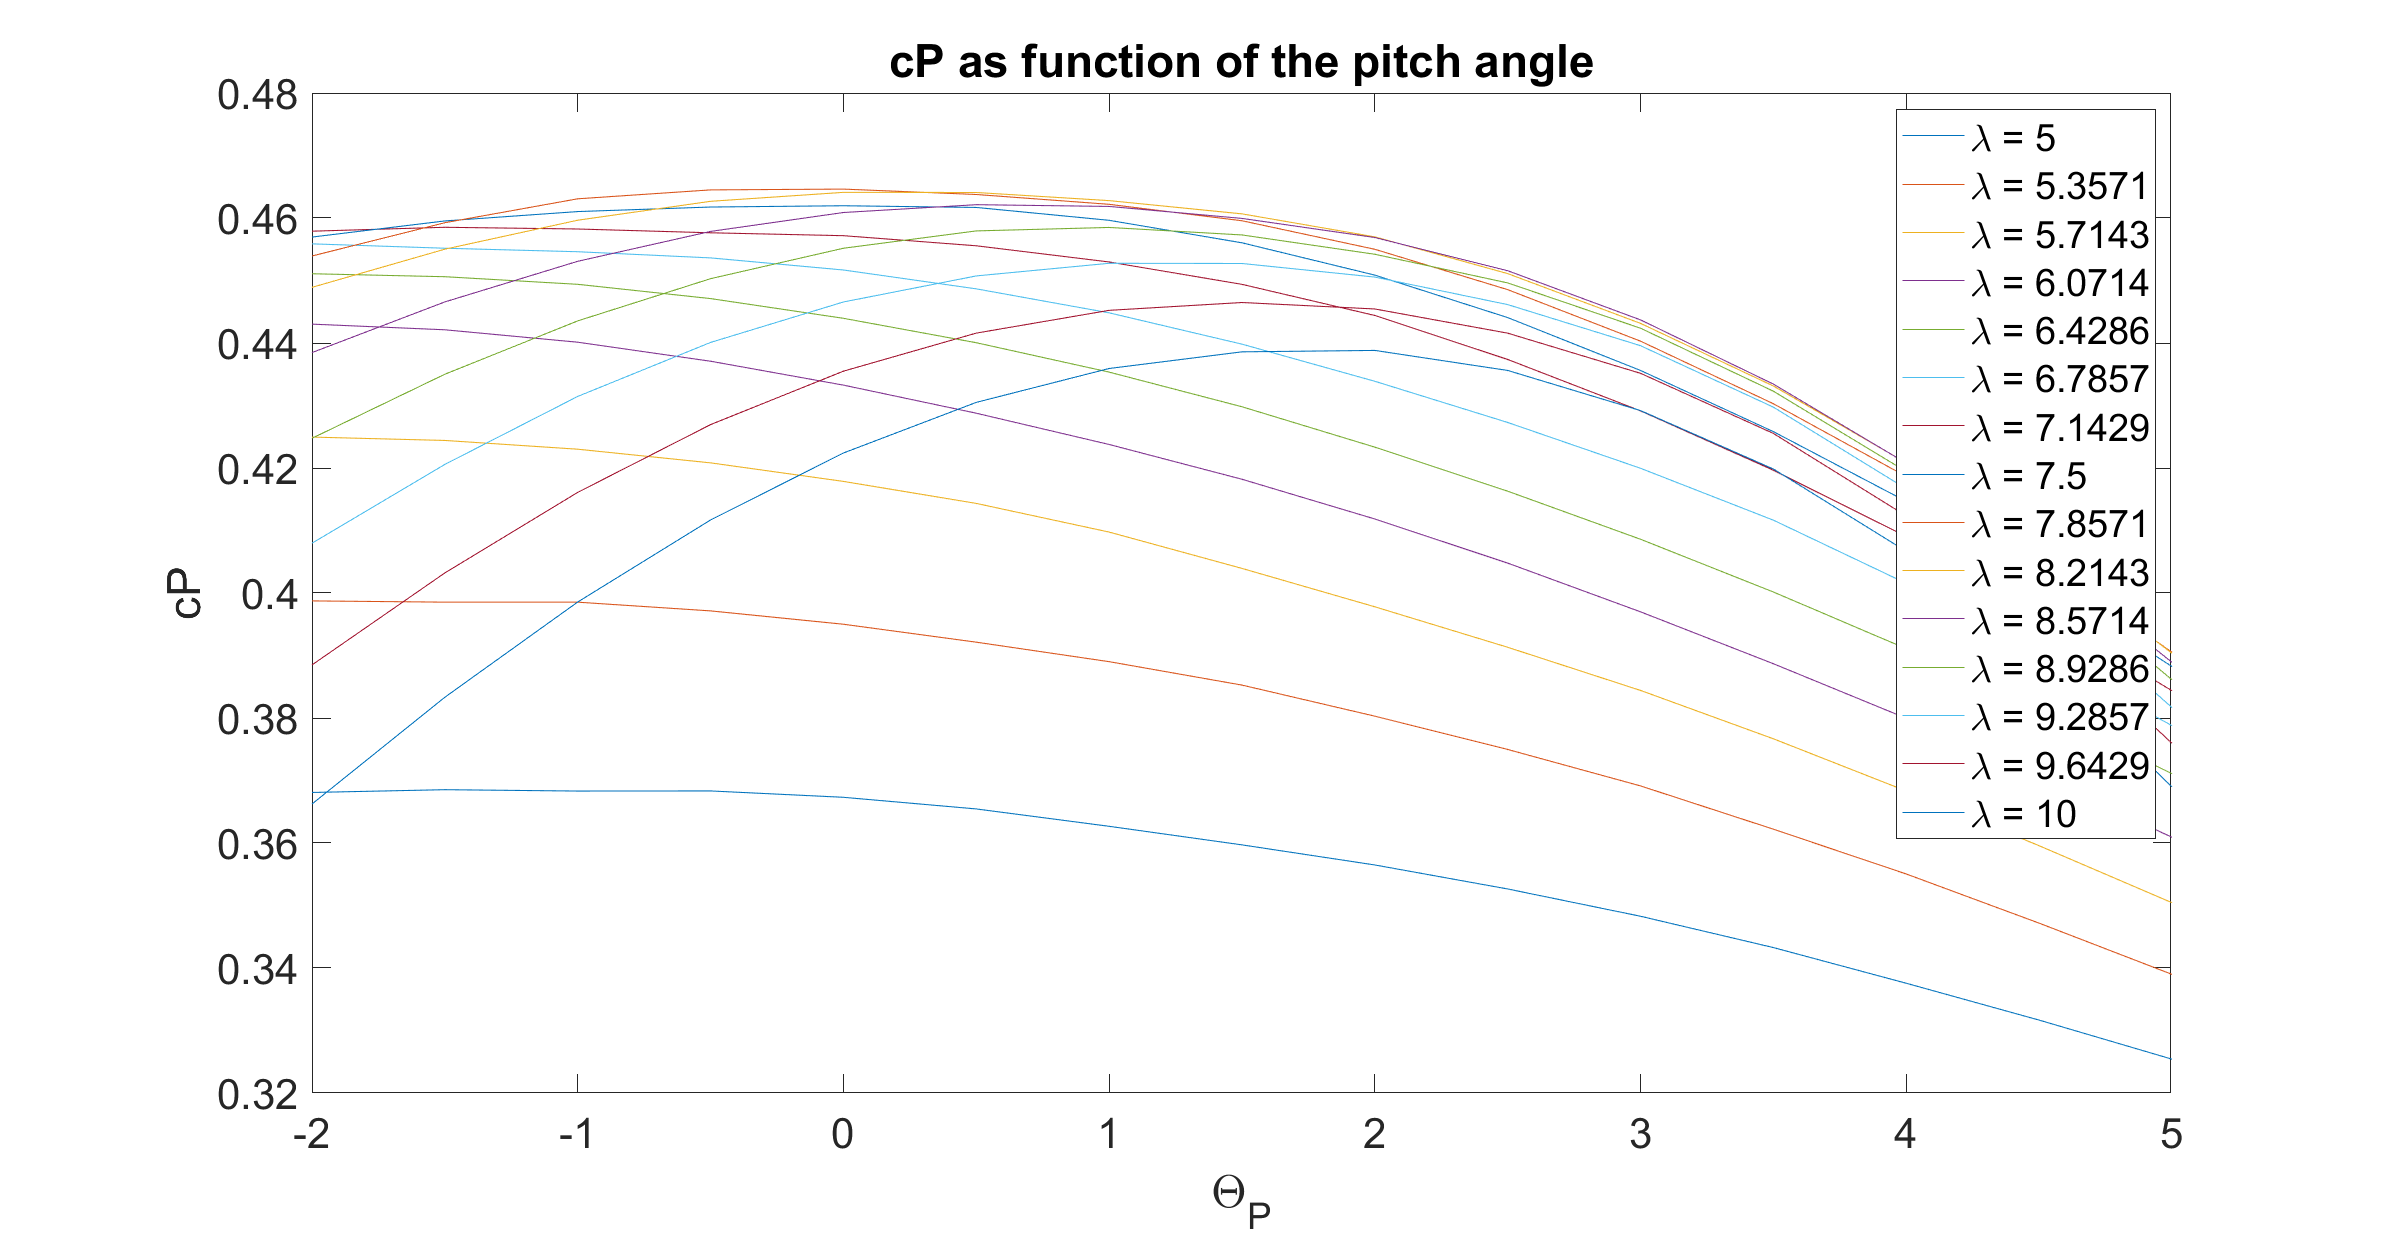 cP as function of the pitch angle
0.48
0.46
0.44
0.42
0.4
0.38
0.36
0.34
0.32
cP
-2 -1 0 1 2 3 4 5
Θ_P
λ = 5
λ = 5.3571
λ = 5.7143
λ = 6.0714
λ = 6.4286
λ = 6.7857
λ = 7.1429
λ = 7.5
λ = 7.8571
λ = 8.2143
λ = 8.5714
λ = 8.9286
λ = 9.2857
λ = 9.6429
λ = 10